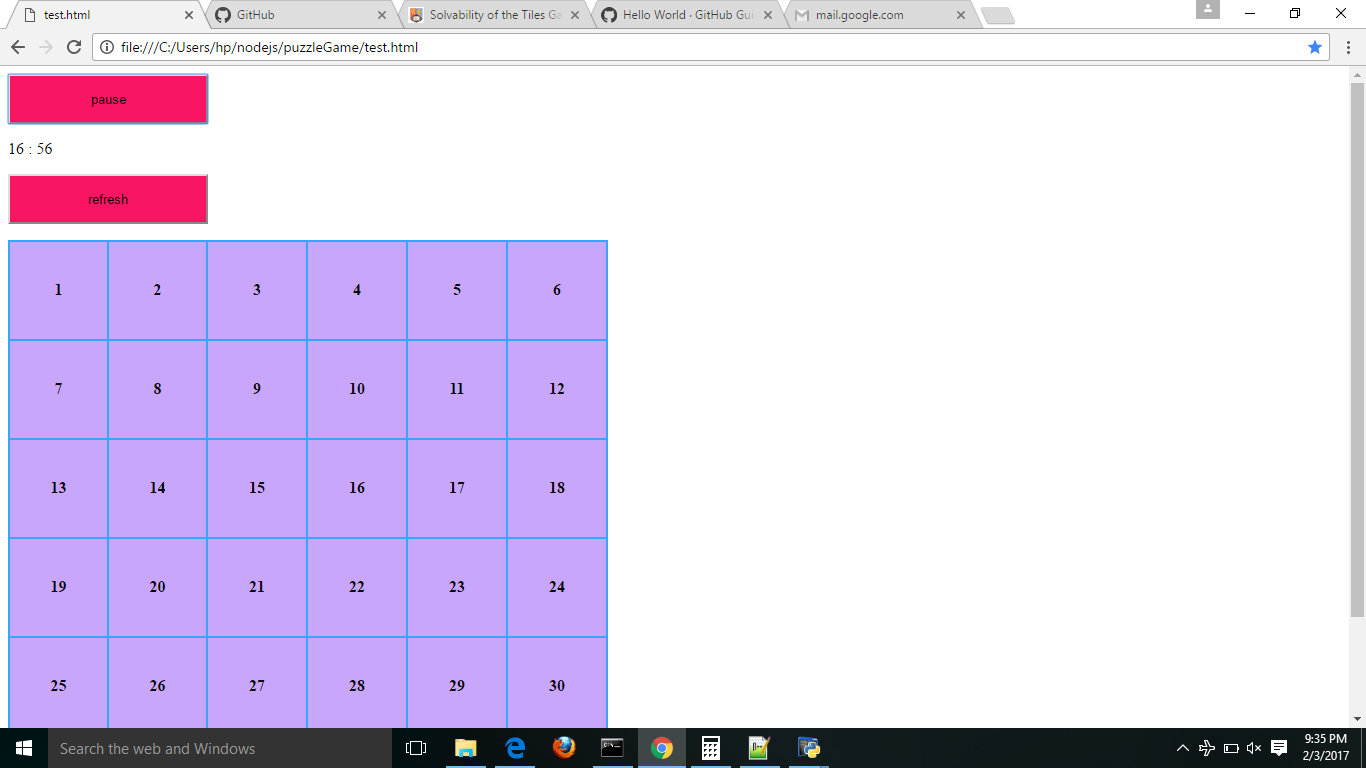 test.html
GitHub
Solvability of the Tiles Ga
Hello World · GitHub Gui
mail.google.com
file:///C:/Users/hp/nodejs/puzzleGame/test.html
pause
16 : 56
refresh
1 2 3 4 5 6
7 8 9 10 11 12
13 14 15 16 17 18
19 20 21 22 23 24
25 26 27 28 29 30
Search the web and Windows
9:35 PM
2/3/2017